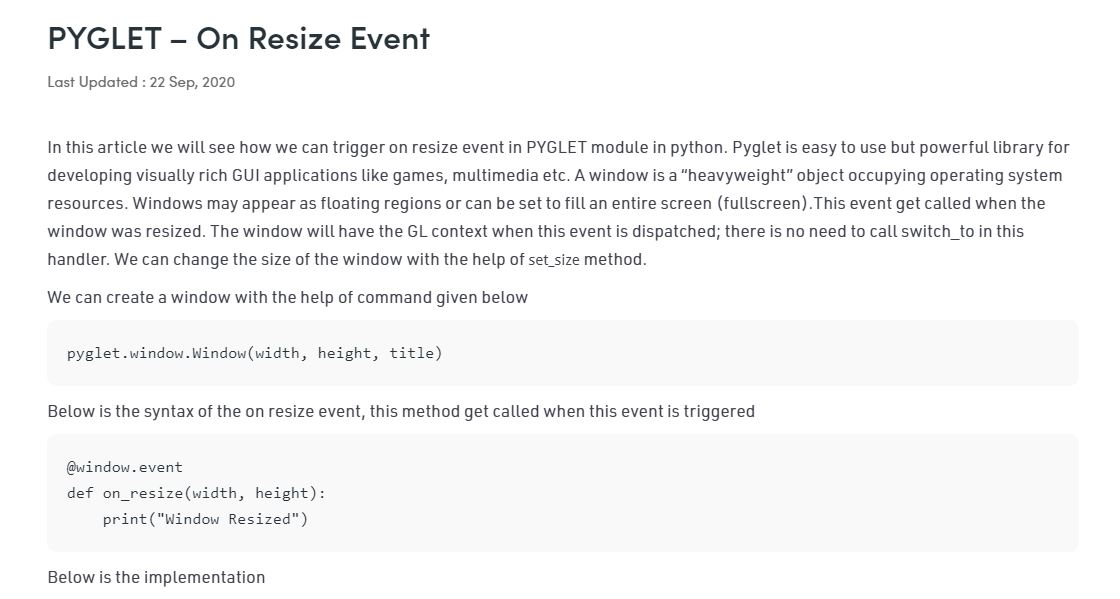 PYGLET – On Resize Event
Last Updated : 22 Sep, 2020
In this article we will see how we can trigger on resize event in PYGLET module in python. Pyglet is easy to use but powerful library for
developing visually rich GUI applications like games, multimedia etc. A window is a “heavyweight” object occupying operating system
resources. Windows may appear as floating regions or can be set to fill an entire screen (fullscreen).This event get called when the
window was resized. The window will have the GL context when this event is dispatched; there is no need to call switch_to in this
handler. We can change the size of the window with the help of set_size method.
We can create a window with the help of command given below
pyglet.window.Window(width, height, title)
Below is the syntax of the on resize event, this method get called when this event is triggered
@window.event
def on_resize(width, height):
    print("Window Resized")
Below is the implementation